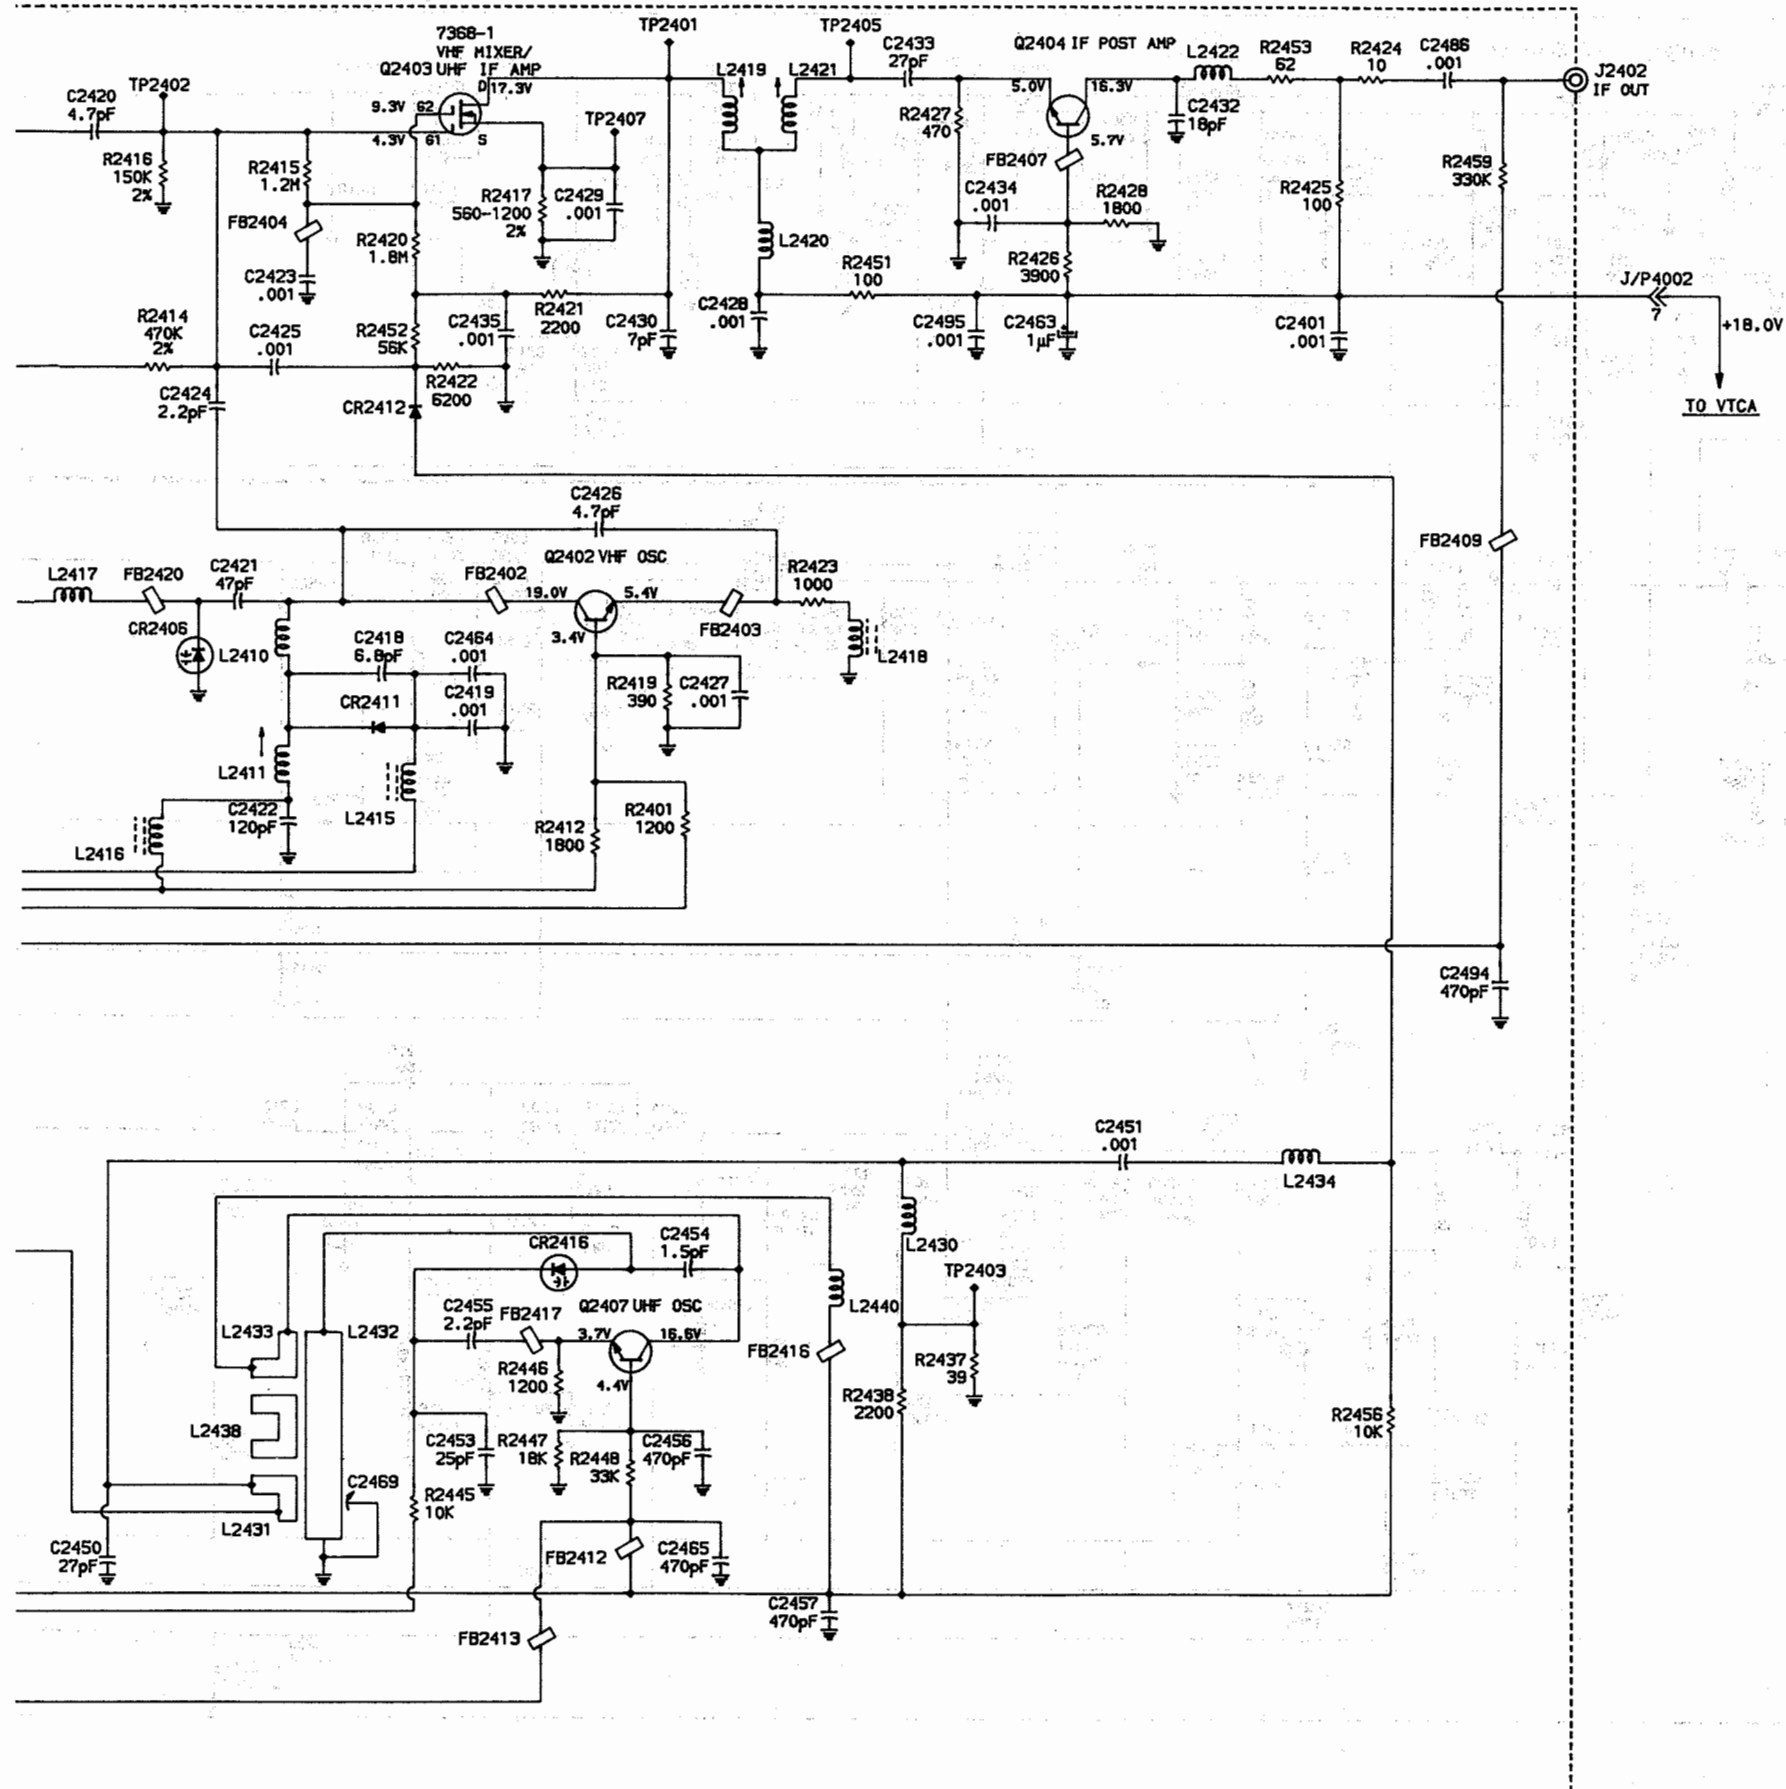 7368-1
VHF MIXER/
Q2403 UHF IF AMP
D 17.3V
9.3V G2
4.3V G1
S
TP2402
C2420
4.7pF
R2416
150K
2%
R2415
1.2M
FB2404
C2423
.001
R2420
1.8M
R2417
560-1200
2%
C2429
.001
TP2407
TP2401
L2419
L2421
TP2405
C2433
27pF
Q2404 IF POST AMP
5.0V
16.3V
5.7V
L2422
R2453
62
R2424
10
C2486
.001
J2402
IF OUT
C2432
18pF
R2427
470
FB2407
C2434
.001
R2428
1800
R2426
3900
R2425
100
R2459
330K
L2420
R2451
100
C2428
.001
C2495
.001
C2463
1µF
C2401
.001
J/P4002
7
+18.0V
TO VTCA
R2414
470K
2%
C2425
.001
R2452
56K
C2435
.001
R2421
2200
C2430
7pF
R2422
6200
C2424
2.2pF
CR2412
C2426
4.7pF
Q2402 VHF OSC
L2417
FB2420
C2421
47pF
FB2402
19.0V
5.4V
3.4V
FB2403
R2423
1000
L2418
FB2409
CR2406
L2410
C2418
6.8pF
C2464
.001
CR2411
C2419
.001
R2419
390
C2427
.001
L2411
L2415
C2422
120pF
L2416
R2412
1800
R2401
1200
C2494
470pF
C2451
.001
L2434
L2430
TP2403
CR2416
C2454
1.5pF
L2440
C2455
2.2pF
FB2417
Q2407 UHF OSC
3.7V
16.6V
4.4V
L2433
L2432
R2446
1200
FB2416
R2437
39
R2438
2200
R2456
10K
L2438
C2453
25pF
R2447
18K
R2448
33K
C2456
470pF
C2469
R2445
10K
L2431
C2450
27pF
FB2412
C2465
470pF
C2457
470pF
FB2413